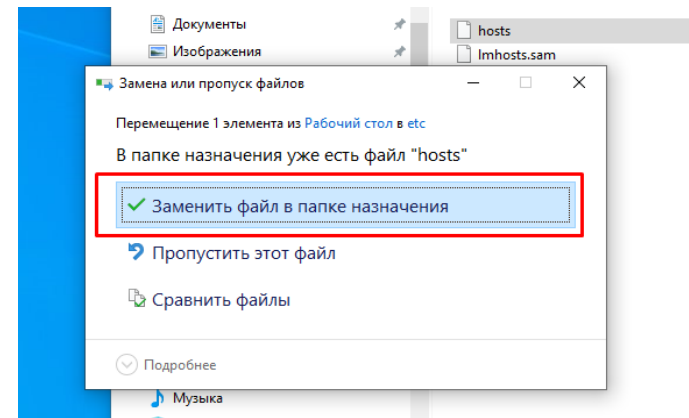 Документы
Изображения
hosts
lmhosts.sam
Замена или пропуск файлов
Перемещение 1 элемента из Рабочий стол в etc
В папке назначения уже есть файл "hosts"
Заменить файл в папке назначения
Пропустить этот файл
Сравнить файлы
Подробнее
Музыка